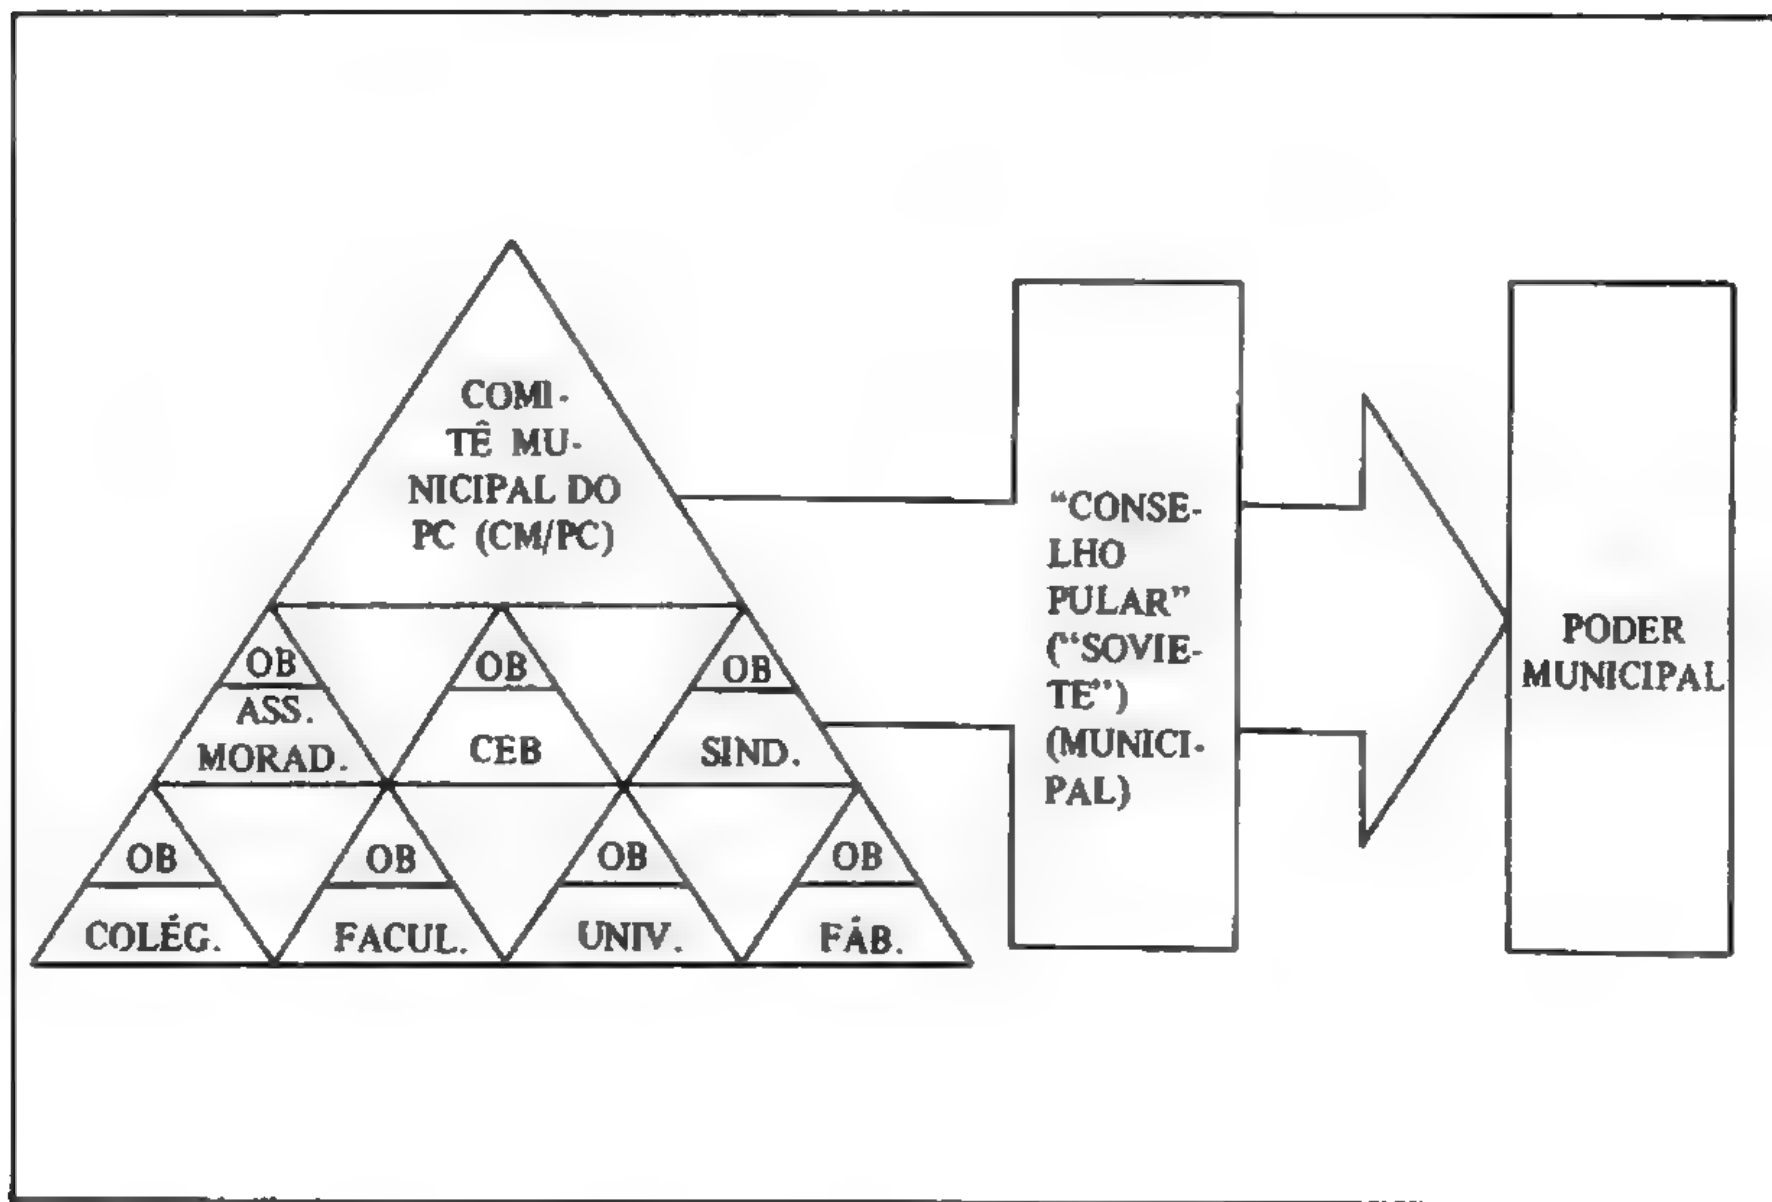 COMI-
TÊ MU-
NICIPAL DO
PC (CM/PC)
OB
ASS.
MORAD.
OB
CEB
OB
SIND.
OB
COLÉG.
OB
FACUL.
OB
UNIV.
OB
FÁB.
“CONSE-
LHO
PULAR”
(“SOVIE-
TE”)
(MUNICI-
PAL)
PODER
MUNICIPAL